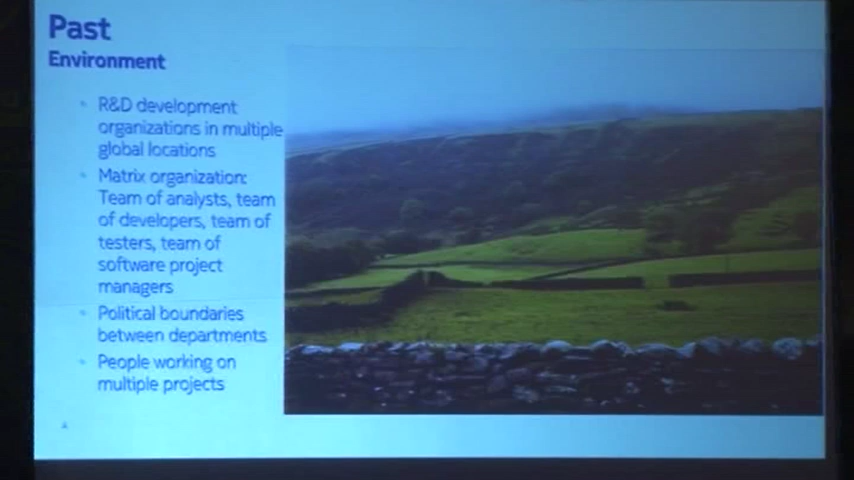 Past
Environment
R&D development
organizations in multiple
global locations
Matrix organization:
Team of analysts, team
of developers, team of
testers, team of
software project
managers
Political boundaries
between departments
People working on
multiple projects